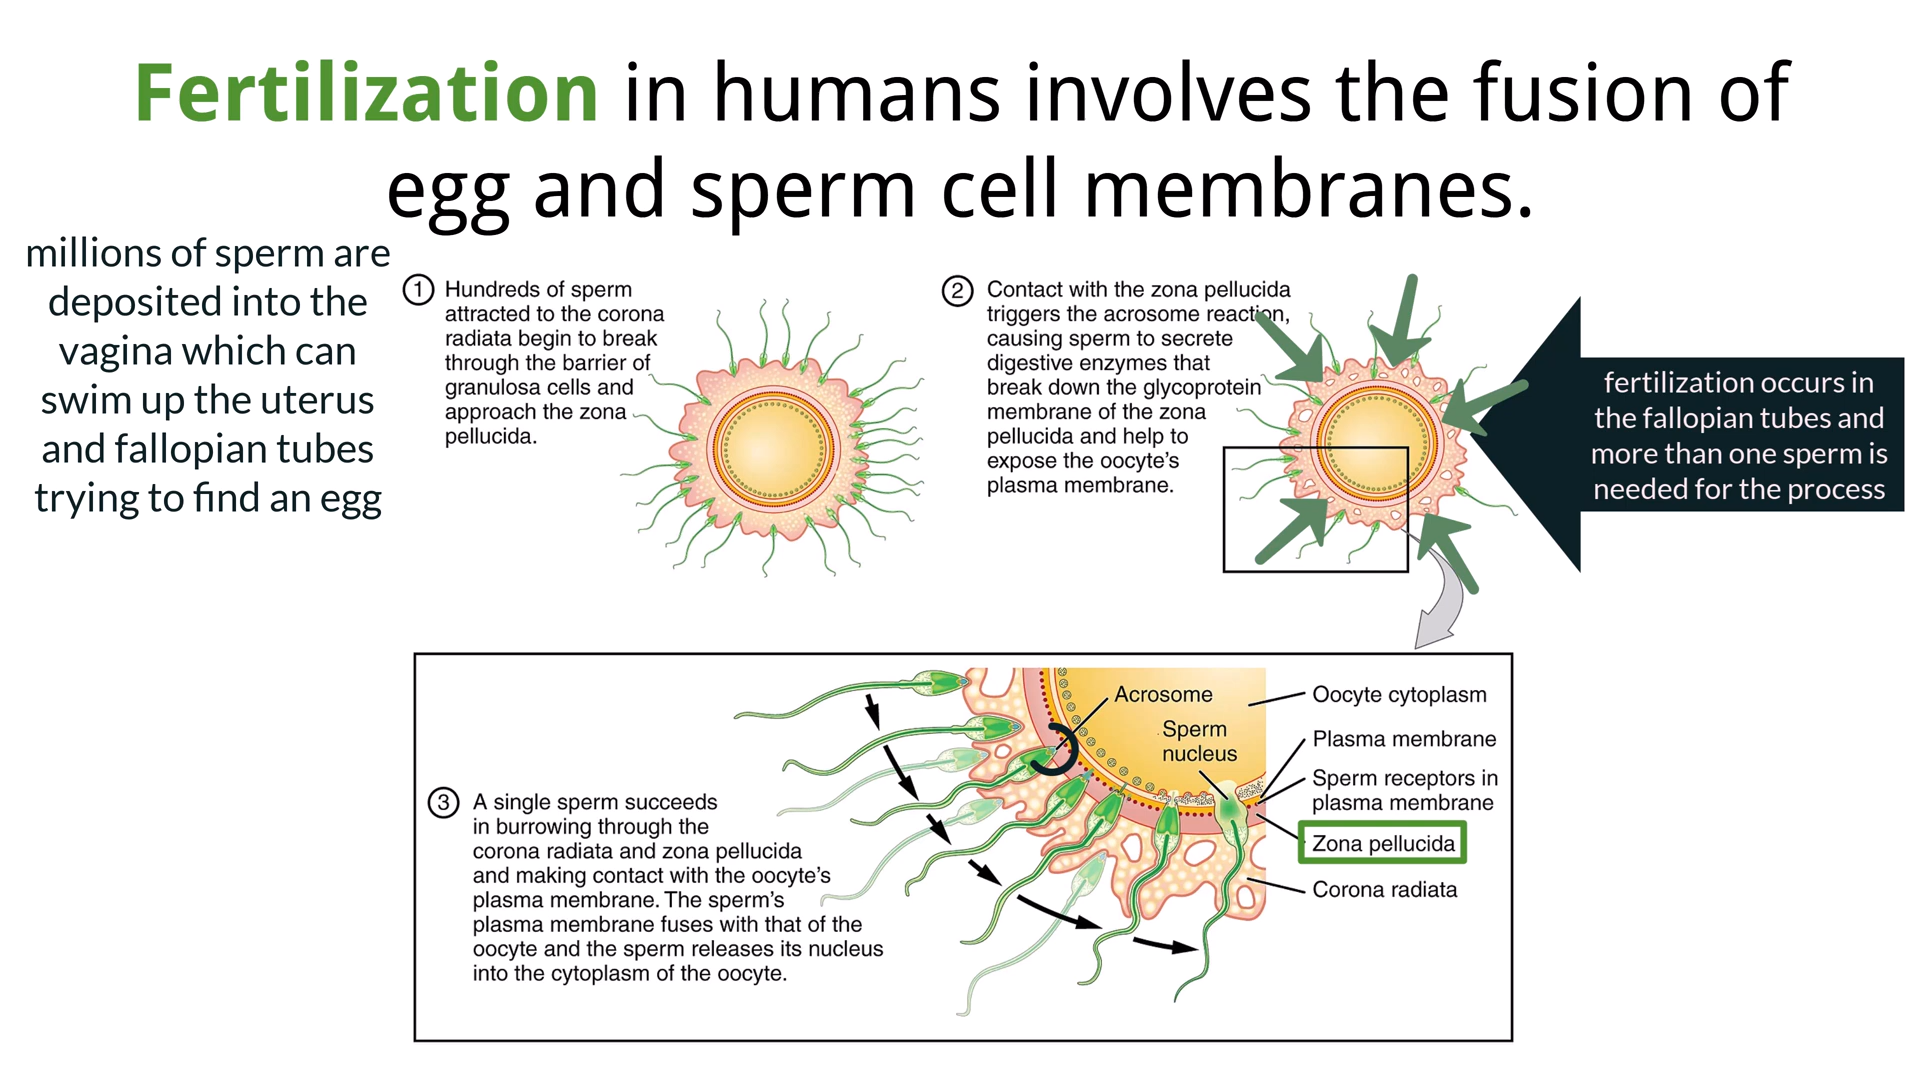 Fertilization in humans involves the fusion of
egg and sperm cell membranes.
millions of sperm are
deposited into the
vagina which can
swim up the uterus
and fallopian tubes
trying to find an egg
1 Hundreds of sperm
attracted to the corona
radiata begin to break
through the barrier of
granulosa cells and
approach the zona
pellucida.
2 Contact with the zona pellucida
triggers the acrosome reaction,
causing sperm to secrete
digestive enzymes that
break down the glycoprotein
membrane of the zona
pellucida and help to
expose the oocyte's
plasma membrane.
fertilization occurs in
the fallopian tubes and
more than one sperm is
needed for the process
3 A single sperm succeeds
in burrowing through the
corona radiata and zona pellucida
and making contact with the oocyte's
plasma membrane. The sperm's
plasma membrane fuses with that of the
oocyte and the sperm releases its nucleus
into the cytoplasm of the oocyte.
Acrosome
Sperm
nucleus
Oocyte cytoplasm
Plasma membrane
Sperm receptors in
plasma membrane
Zona pellucida
Corona radiata